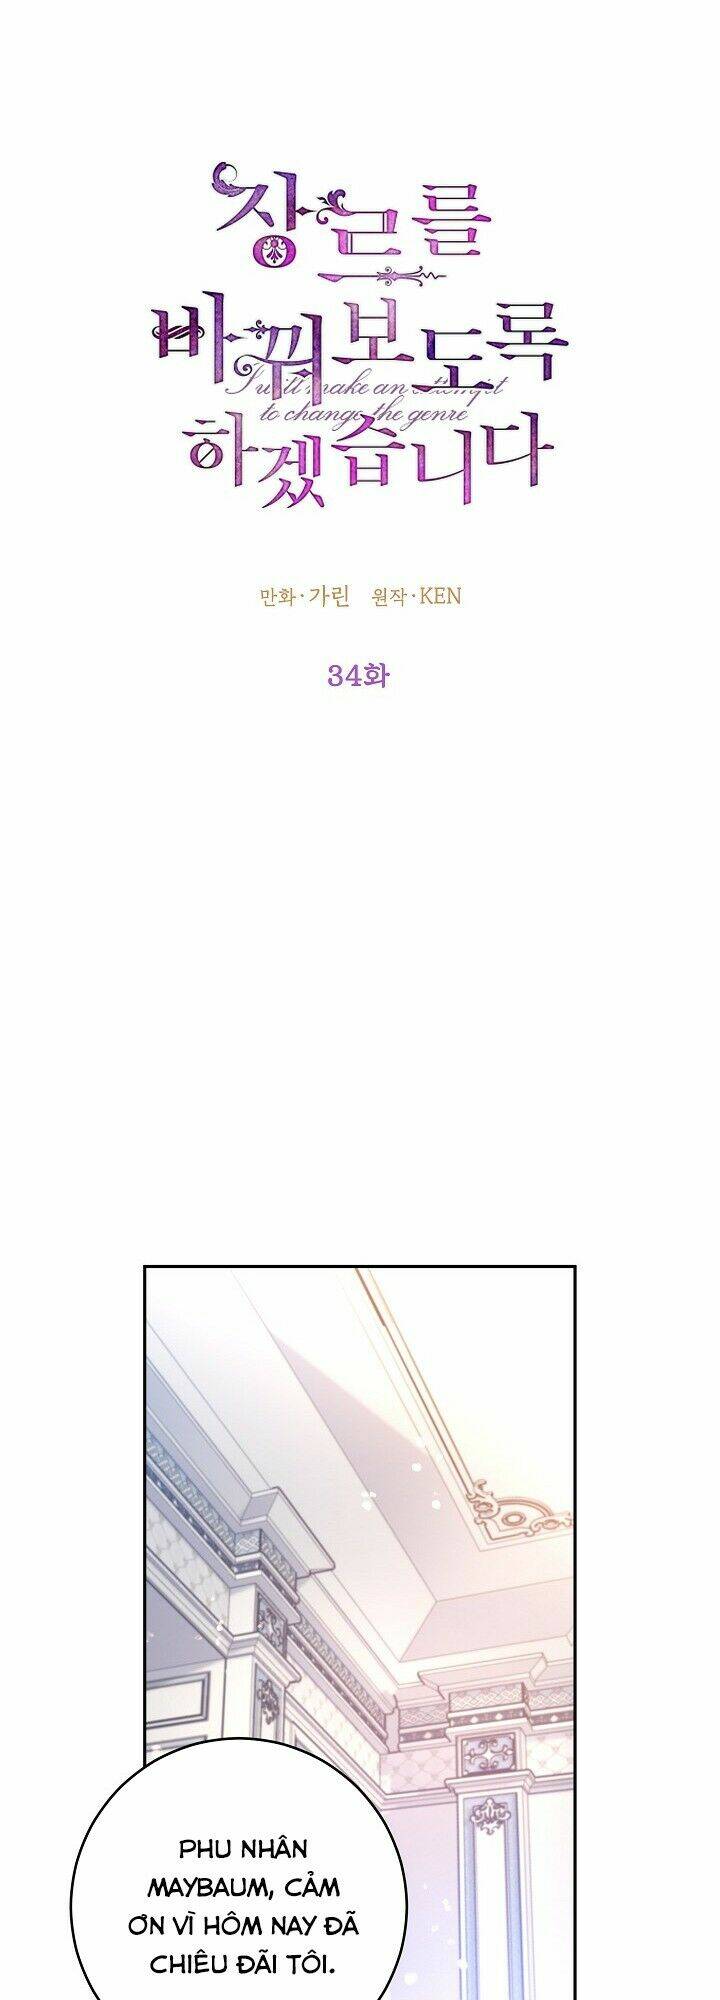 장르를
바꿔보도록
I will make an attempt
to change the genre
하겠습니다
만화·가린 원작·KEN
34화
PHU NHÂN
MAYBAUM, CẢM
ƠN VÌ HÔM NAY ĐÃ
CHIÊU ĐÃI TÔI.